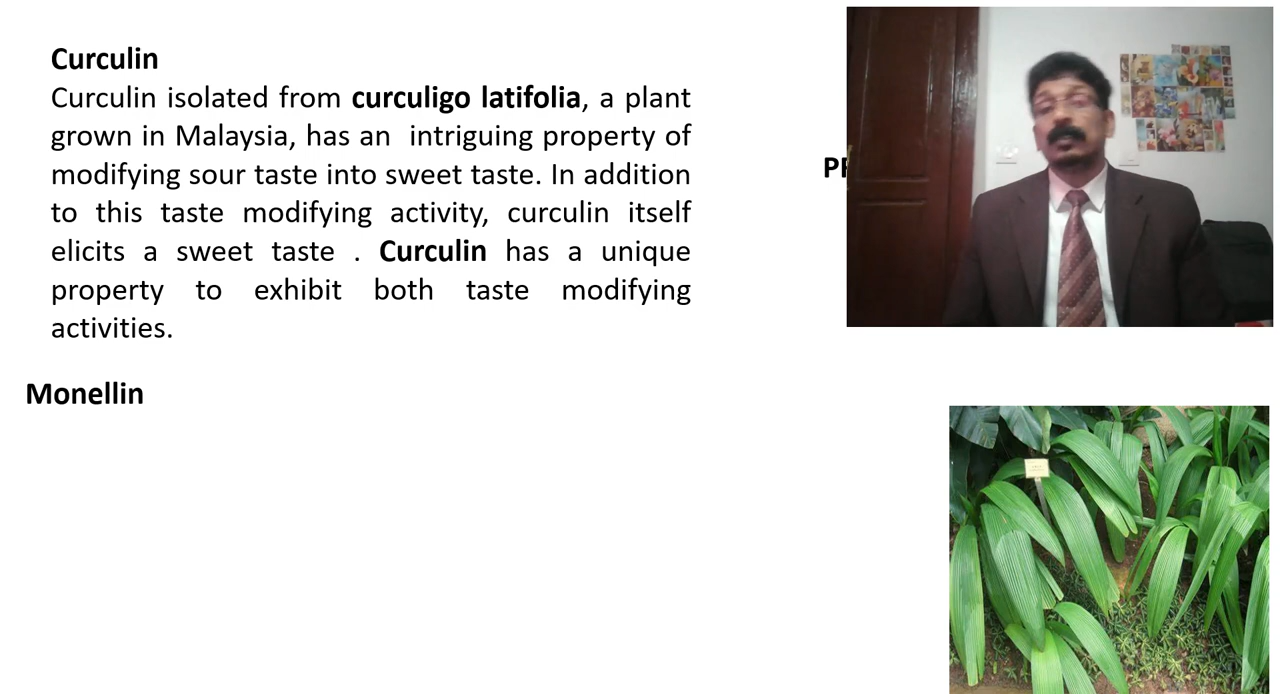 Curculin
Curculin isolated from curculigo latifolia, a plant
grown in Malaysia, has an intriguing property of
modifying sour taste into sweet taste. In addition
to this taste modifying activity, curculin itself
elicits a sweet taste . Curculin has a unique
property to exhibit both taste modifying
activities.
Monellin